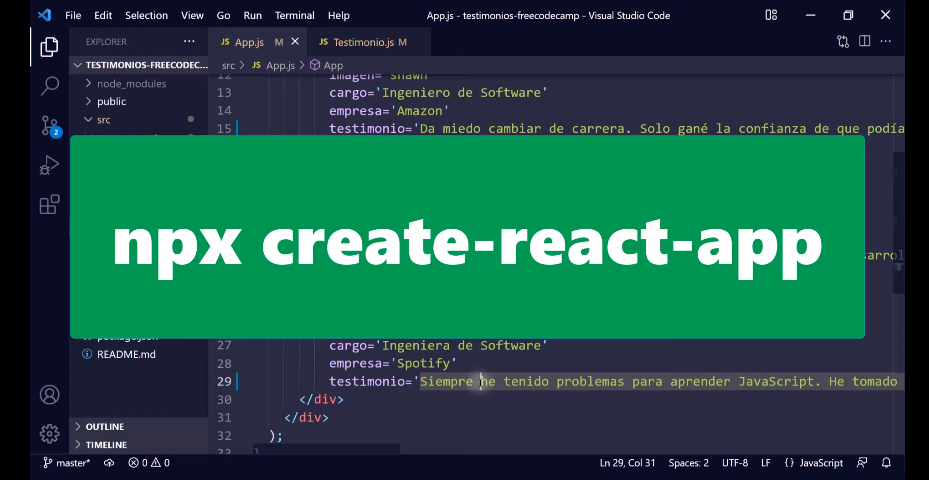 File Edit Selection View Go Run Terminal Help App.js - testimonios-freecodecamp - Visual Studio Code
EXPLORER ... JS App.js M JS Testimonio.js M
TESTIMONIOS-FREECODEC... src > JS App.js > App
node_modules
public
src
imagen='shawn'
13 cargo='Ingeniero de Software'
14 empresa='Amazon'
15 testimonio='Da miedo cambiar de carrera. Solo gané la confianza de que podía
2
npx create-react-app
README.md
27 cargo='Ingeniera de Software'
28 empresa='Spotify'
29 testimonio='Siempre he tenido problemas para aprender JavaScript. He tomado
30 </div>
31 </div>
32 );
33 }
OUTLINE
TIMELINE
master* 0 0 Ln 29, Col 31 Spaces: 2 UTF-8 LF {} JavaScript